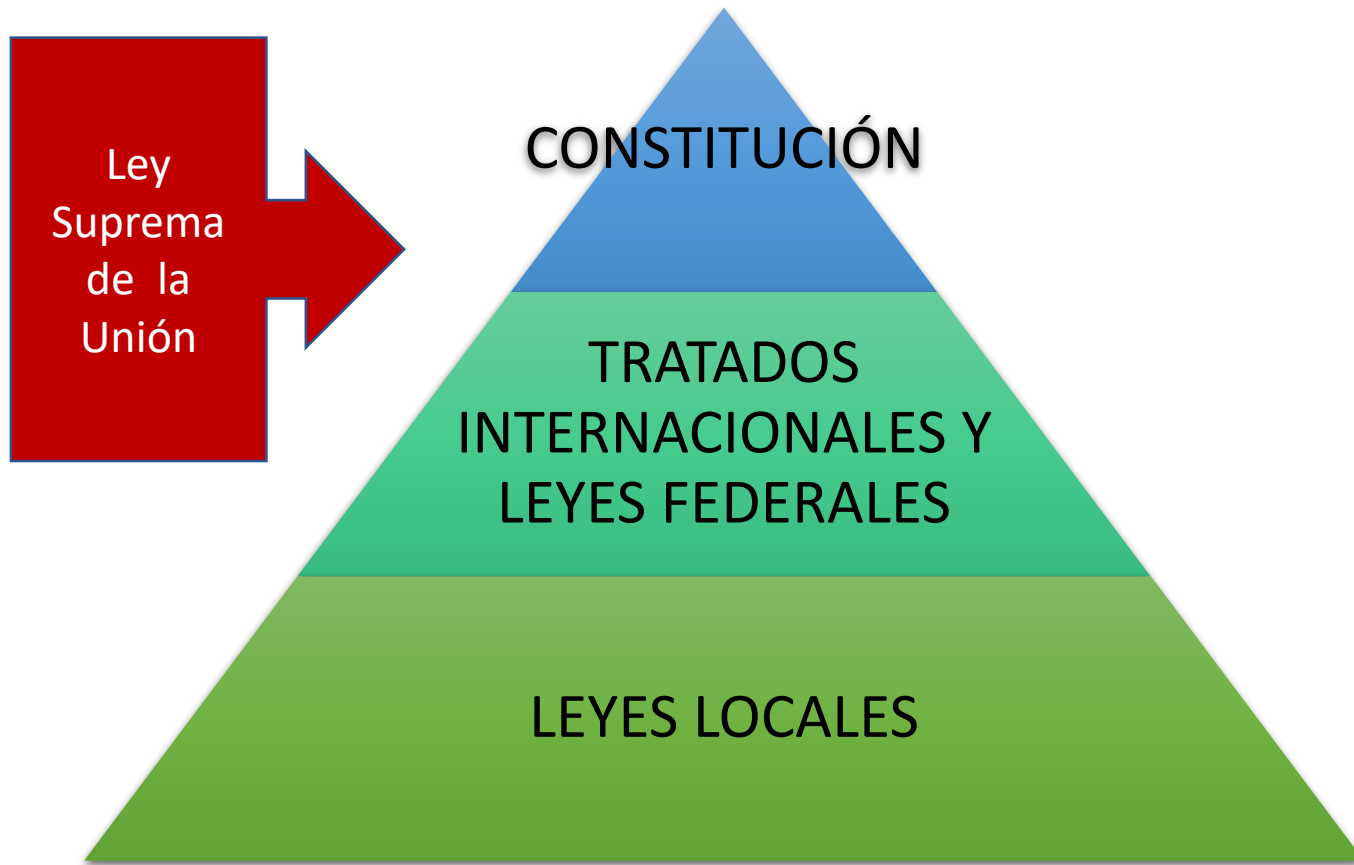 Ley
Suprema
de la
Unión
CONSTITUCIÓN
TRATADOS
INTERNACIONALES Y
LEYES FEDERALES
LEYES LOCALES